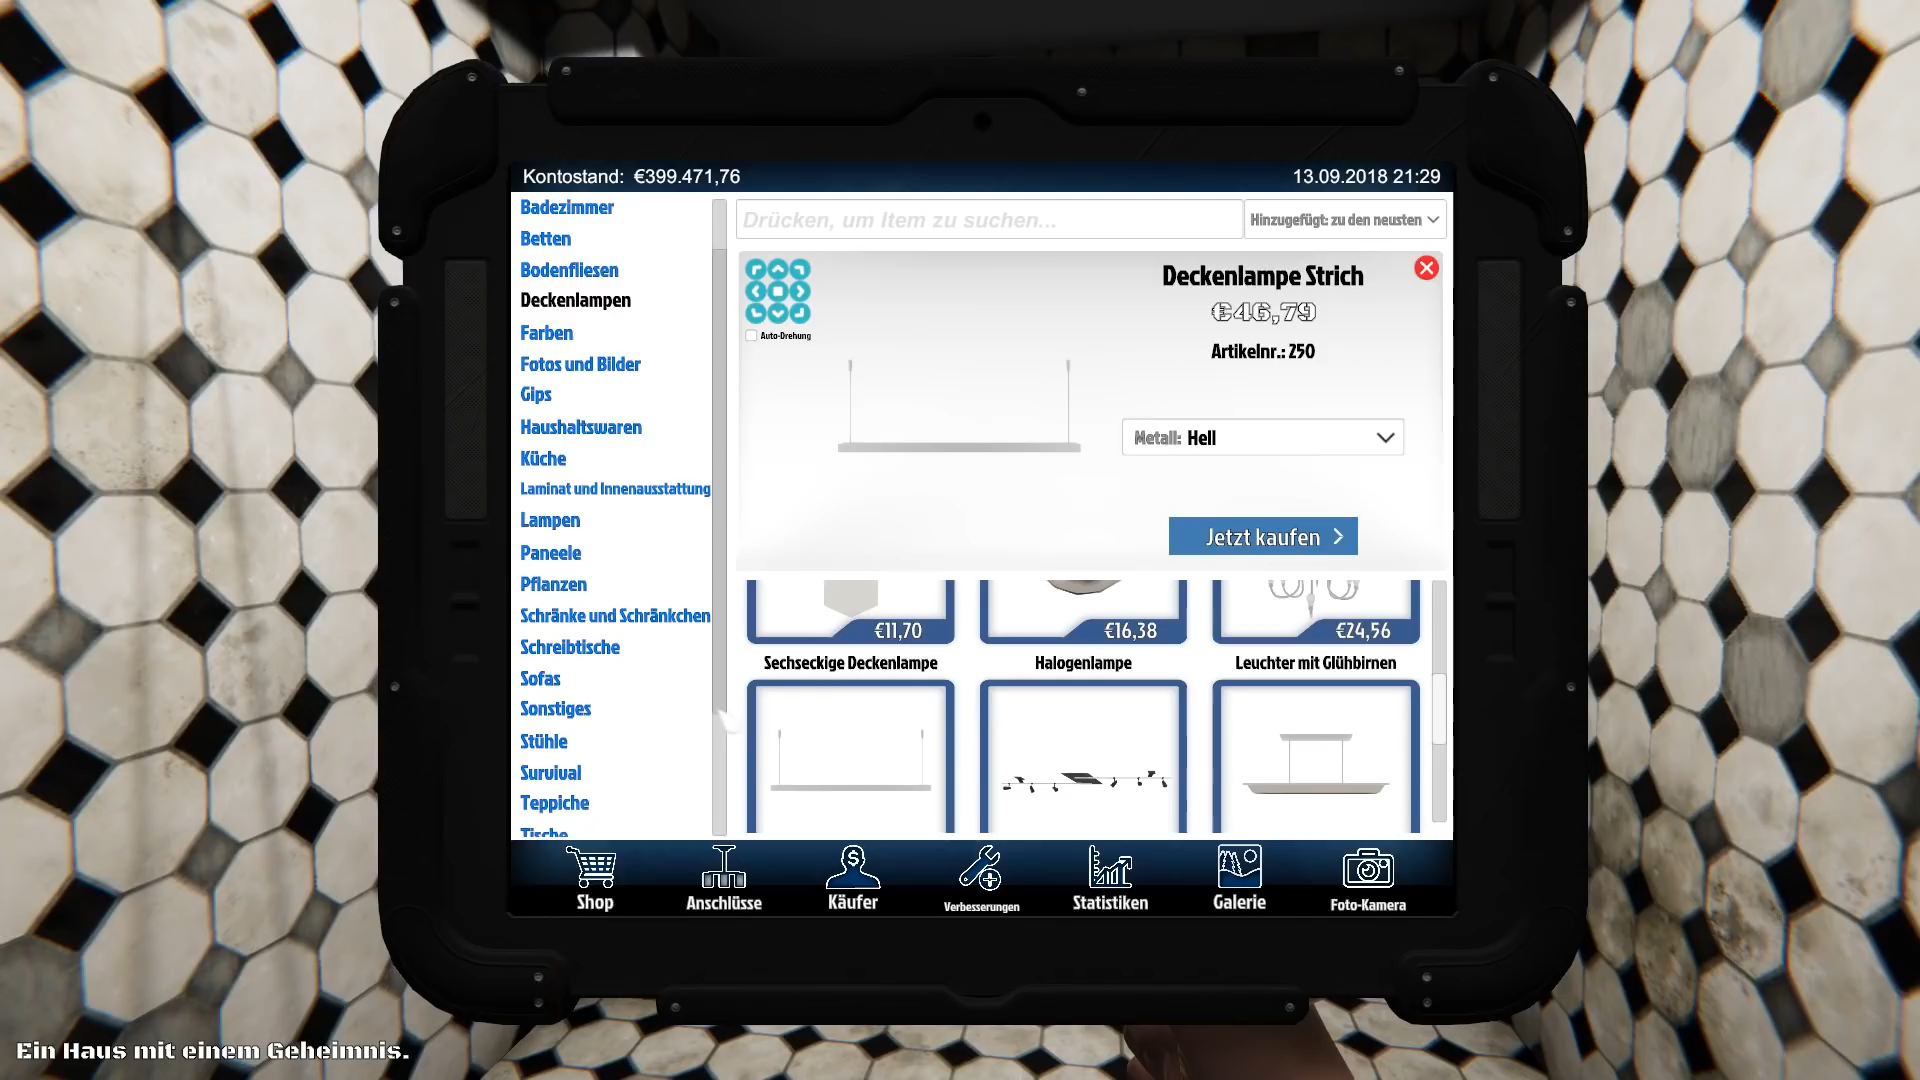 Kontostand: €399.471,76
13.09.2018 21:29
Badezimmer
Betten
Bodenfliesen
Deckenlampen
Farben
Fotos und Bilder
Gips
Haushaltswaren
Küche
Laminat und Innenausstattung
Lampen
Paneele
Pflanzen
Schränke und Schränkchen
Schreibtische
Sofas
Sonstiges
Stühle
Survival
Teppiche
Tische
Drücken, um Item zu suchen...
Hinzugefügt: zu den neusten
Auto-Drehung
Deckenlampe Strich
€46,79
Artikelnr.: 250
Metall: Hell
Jetzt kaufen
€11,70
€16,38
€24,56
Sechseckige Deckenlampe
Halogenlampe
Leuchter mit Glühbirnen
Shop
Anschlüsse
Käufer
Verbesserungen
Statistiken
Galerie
Foto-Kamera
Ein Haus mit einem Geheimnis.